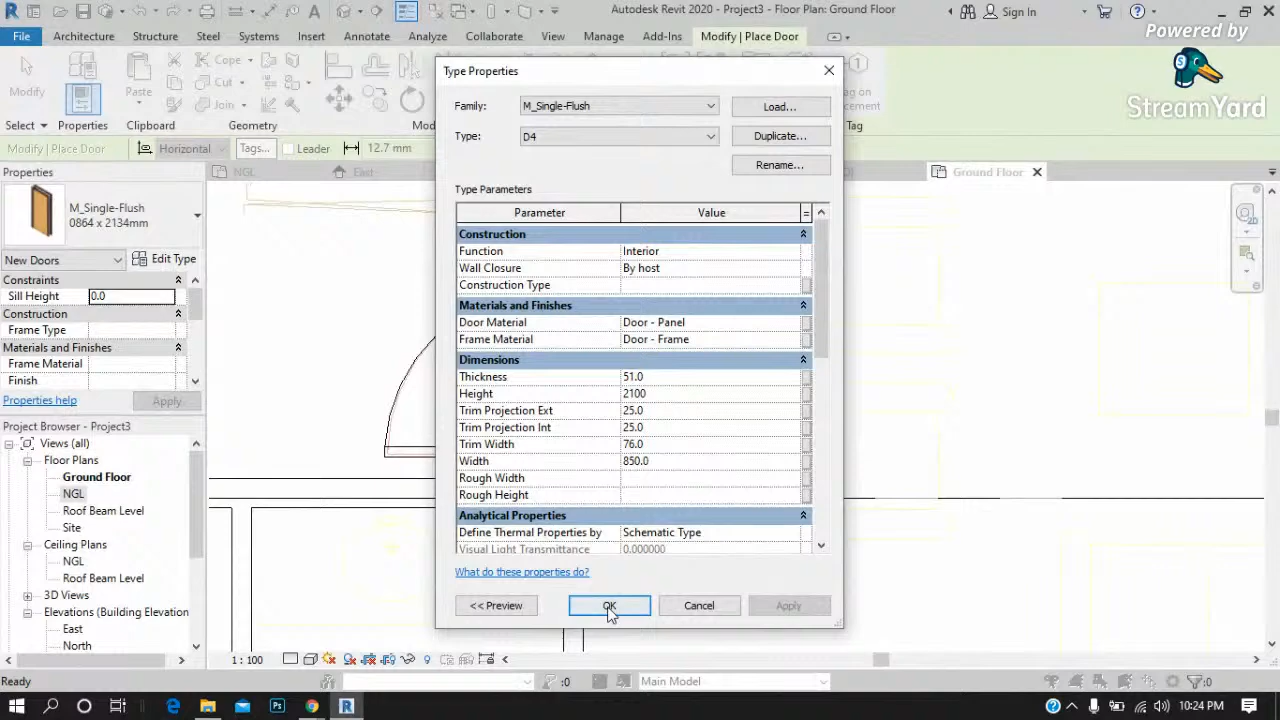 Autodesk Revit 2020 - Project3 - Floor Plan: Ground Floor
Sign In
Powered by
StreamYard
File Architecture Structure Steel Systems Insert Annotate Analyze Collaborate View Manage Add-Ins Modify | Place Door
Modify
Properties
Paste
Cope
Cut
Join
Select Properties Clipboard Geometry Tag
Modify | Place Door Horizontal Tags... Leader 12.7 mm
NGL East Ground Floor
Properties
M_Single-Flush
0864 x 2134mm
New Doors Edit Type
Constraints
Sill Height 0.0
Construction
Frame Type
Materials and Finishes
Frame Material
Finish
Properties help Apply
Project Browser - Project3
Views (all)
Floor Plans
Ground Floor
NGL
Roof Beam Level
Site
Ceiling Plans
NGL
Roof Beam Level
3D Views
Elevations (Building Elevation
East
North
Type Properties
Family: M_Single-Flush Load...
Type: D4 Duplicate...
Rename...
Type Parameters
Parameter Value =
Construction
Function Interior
Wall Closure By host
Construction Type
Materials and Finishes
Door Material Door - Panel
Frame Material Door - Frame
Dimensions
Thickness 51.0
Height 2100
Trim Projection Ext 25.0
Trim Projection Int 25.0
Trim Width 76.0
Width 850.0
Rough Width
Rough Height
Analytical Properties
Define Thermal Properties by Schematic Type
Visual Light Transmittance 0.000000
What do these properties do?
<< Preview OK Cancel Apply
1 : 100
Ready :0 Main Model :0
10:24 PM